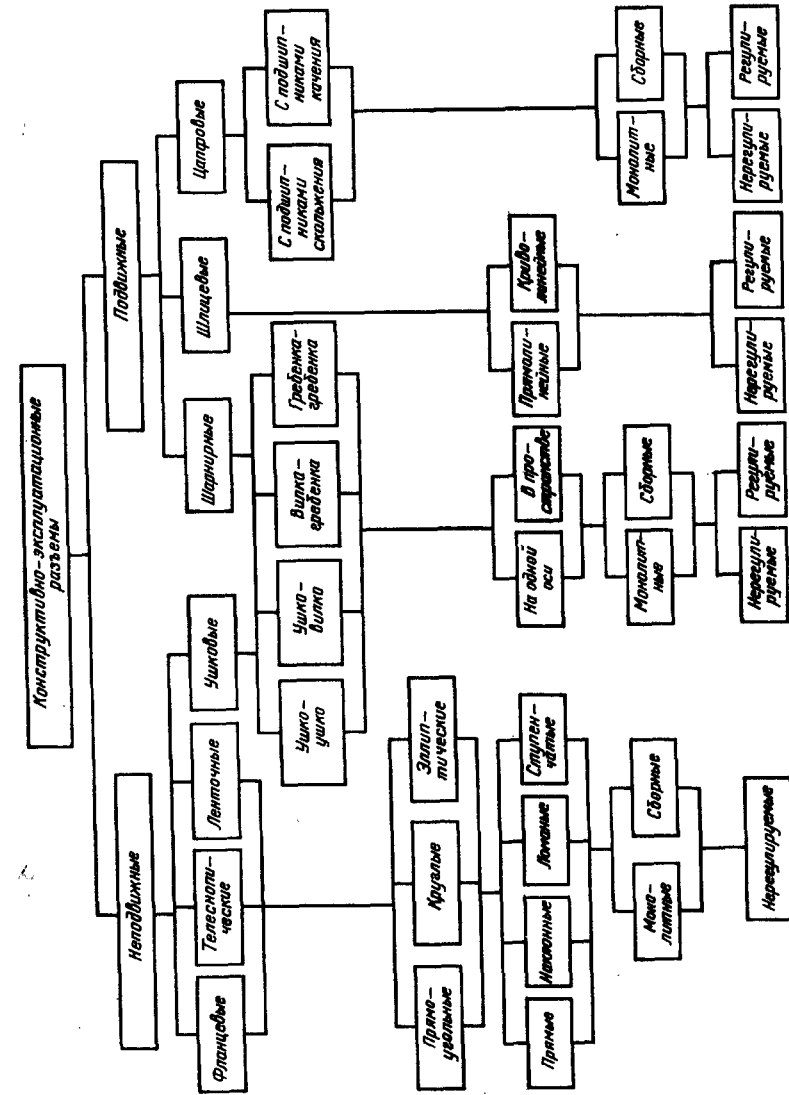 Конструктивно-эксплуатационные
разъемы
Неподвижные
Подвижные
Фланцевые
Телескопи-
ческие
Ленточные
Ушковые
Шарнирные
Шлицевые
Цапровые
Ушко-
ушко
Ушко-
вилка
Вилка-
гребенка
Гребенка-
гребенка
С подшип-
никами
скольжения
С подшип-
никами
качения
Прямо-
угольные
Круглые
Эллип-
тические
Прямые
Наклонные
Ломаные
Ступен-
чатые
На одной
оси
В про-
странстве
Прямоли-
нейные
Криво-
линейные
Моно-
литные
Сборные
Монолит-
ные
Сборные
Монолит-
ные
Сборные
Нерегулируемые
Нерегули-
руемые
Регули-
руемые
Нерегули-
руемые
Регули-
руемые
Нерегули-
руемые
Регули-
руемые